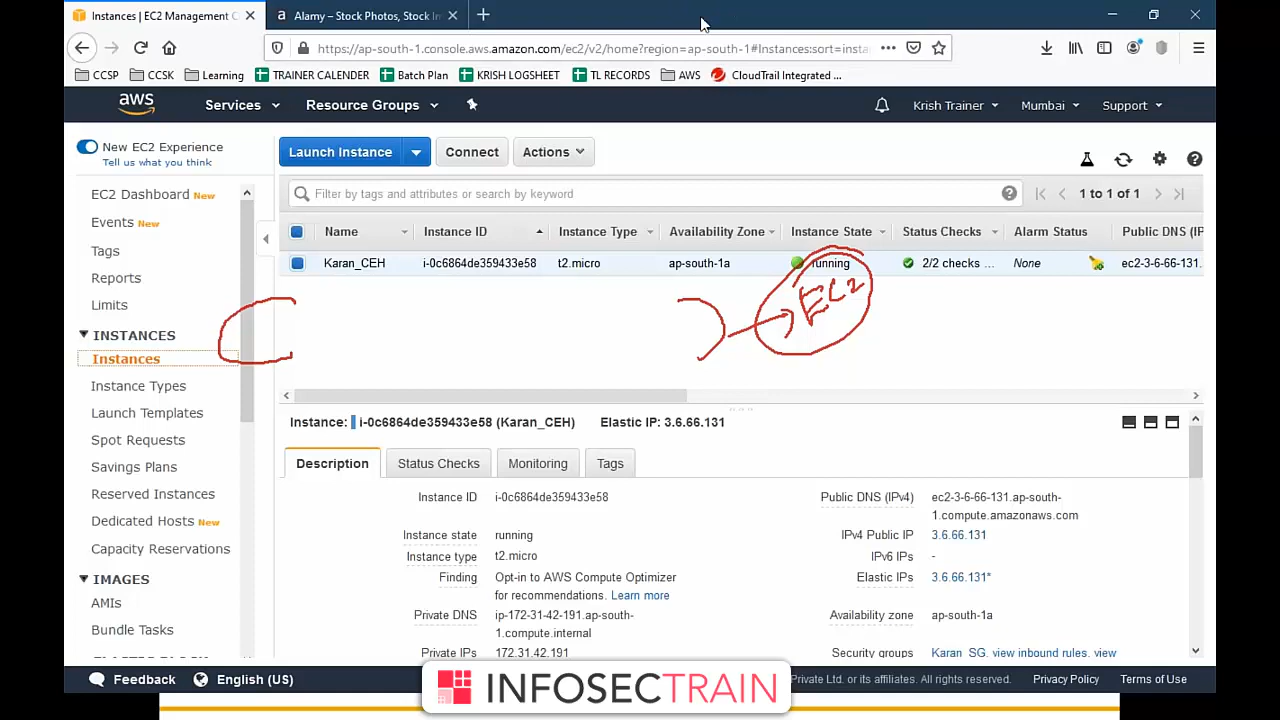 Instances | EC2 Management C
Alamy – Stock Photos, Stock Im
https://ap-south-1.console.aws.amazon.com/ec2/v2/home?region=ap-south-1#Instances:sort=insta
CCSP CCSK Learning TRAINER CALENDER Batch Plan KRISH LOGSHEET TL RECORDS AWS CloudTrail Integrated ...
aws Services Resource Groups Krish Trainer Mumbai Support
New EC2 Experience
Tell us what you think
Launch Instance Connect Actions
EC2 Dashboard New
Events New
Tags
Reports
Limits
INSTANCES
Instances
Instance Types
Launch Templates
Spot Requests
Savings Plans
Reserved Instances
Dedicated Hosts New
Capacity Reservations
IMAGES
AMIs
Bundle Tasks
Filter by tags and attributes or search by keyword
1 to 1 of 1
Name Instance ID Instance Type Availability Zone Instance State Status Checks Alarm Status Public DNS (IP
Karan_CEH i-0c6864de359433e58 t2.micro ap-south-1a running 2/2 checks ... None ec2-3-6-66-131.
EC2
Instance: i-0c6864de359433e58 (Karan_CEH) Elastic IP: 3.6.66.131
Description Status Checks Monitoring Tags
Instance ID i-0c6864de359433e58
Instance state running
Instance type t2.micro
Finding Opt-in to AWS Compute Optimizer
for recommendations. Learn more
Private DNS ip-172-31-42-191.ap-south-
1.compute.internal
Private IPs 172.31.42.191
Public DNS (IPv4) ec2-3-6-66-131.ap-south-
1.compute.amazonaws.com
IPv4 Public IP 3.6.66.131
IPv6 IPs -
Elastic IPs 3.6.66.131*
Availability zone ap-south-1a
Security groups Karan_SG. view inbound rules. view
Feedback English (US) Private Ltd. or its affiliates. All rights reserved. Privacy Policy Terms of Use
INFOSECTRAIN